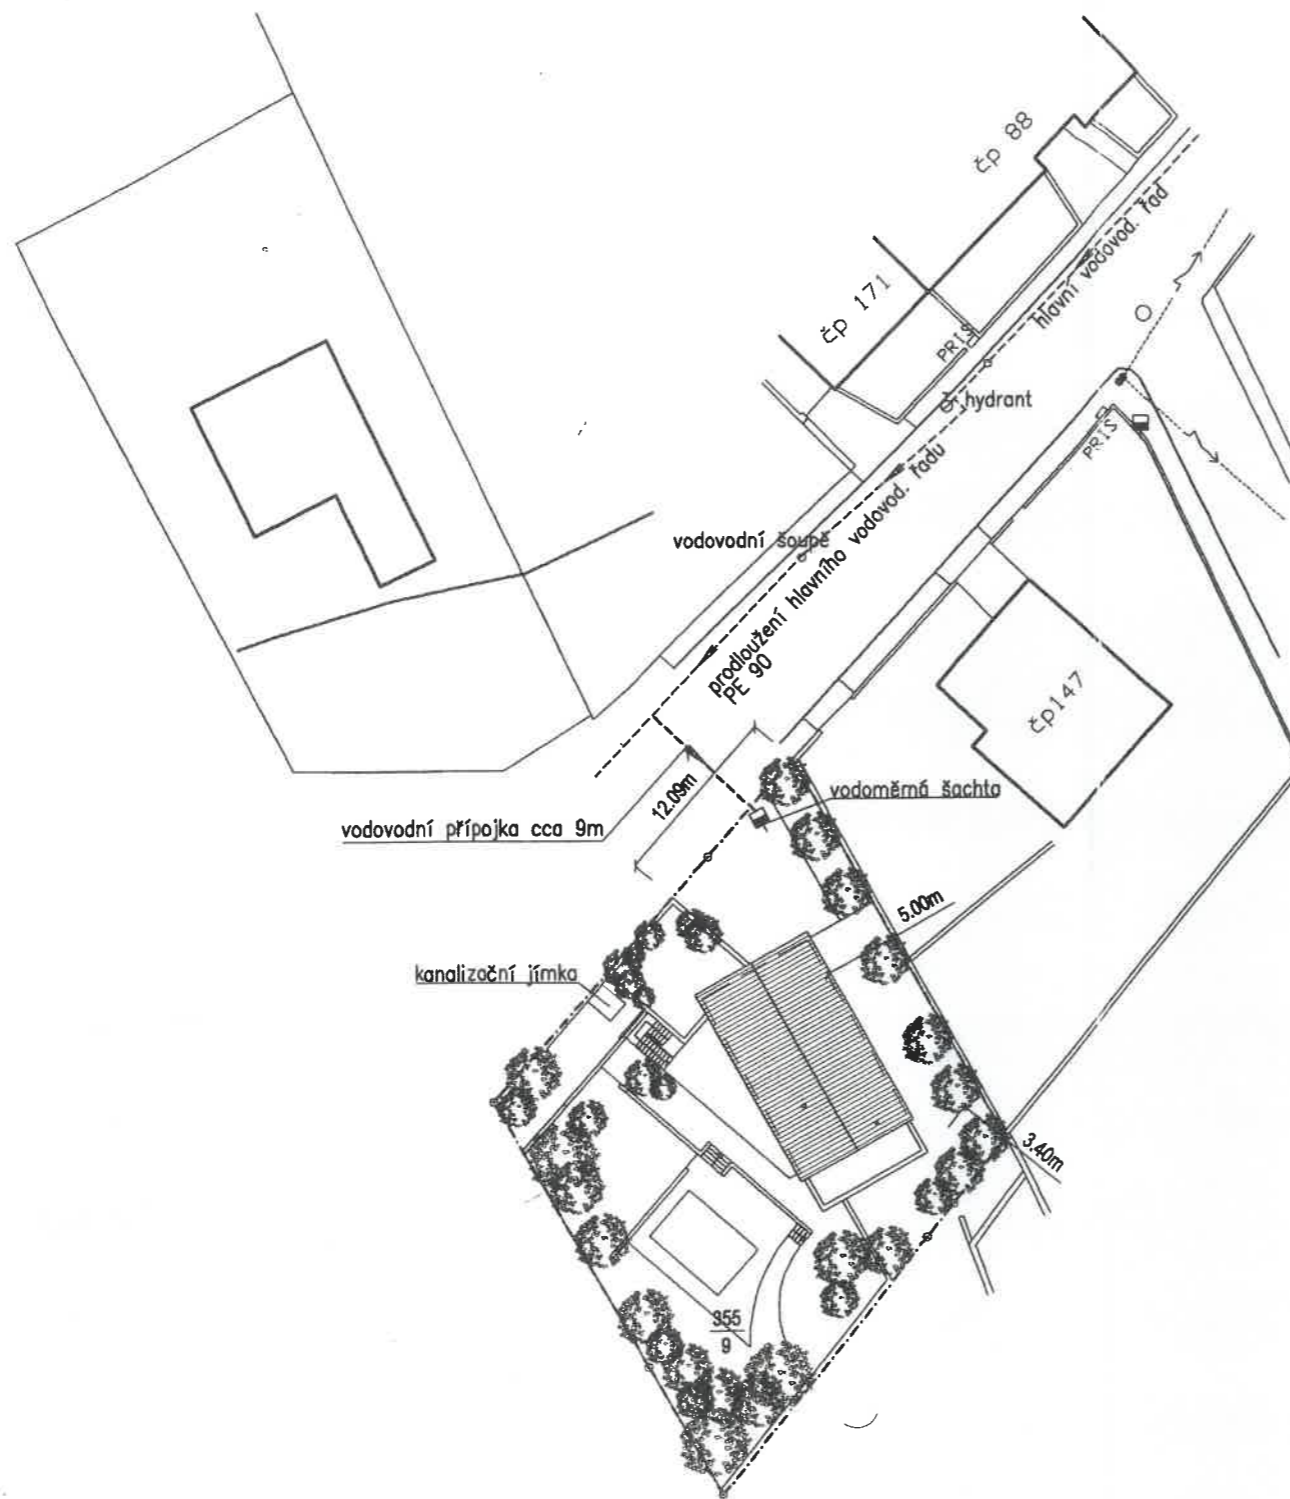 čp 88
hlavní vodovod. řad
čp 171
PRIS
hydrant
PRIS
vodovodní šoupě
prodloužení hlavního vodovod. řadu
PE 90
čp147
12.09m
vodoměrná šachta
vodovodní přípojka cca 9m
5.00m
kanalizační jímka
3.40m
355
9